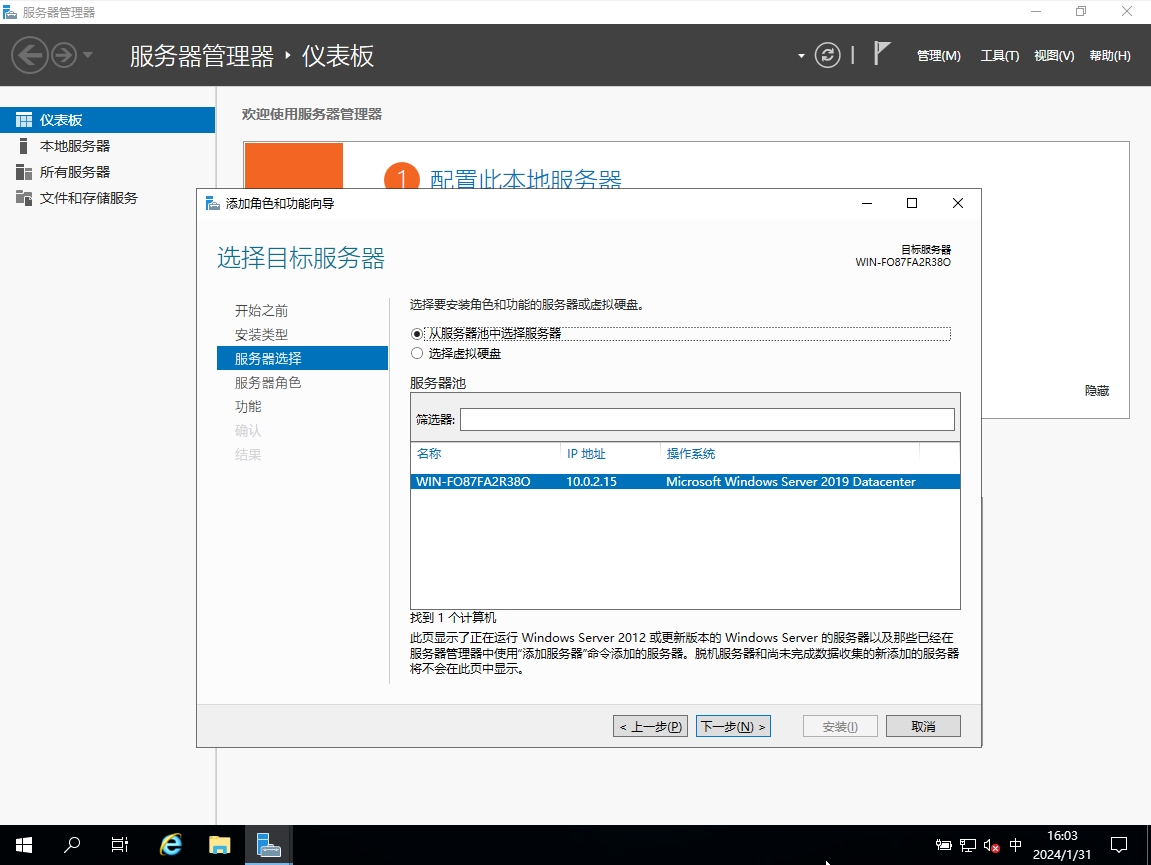 服务器管理器
服务器管理器 · 仪表板
管理(M) 工具(T) 视图(V) 帮助(H)
仪表板
本地服务器
所有服务器
文件和存储服务
欢迎使用服务器管理器
1 配置此本地服务器
隐藏
添加角色和功能向导
选择目标服务器
目标服务器
WIN-FO87FA2R38O
开始之前
安装类型
服务器选择
服务器角色
功能
确认
结果
选择要安装角色和功能的服务器或虚拟硬盘。
从服务器池中选择服务器
选择虚拟硬盘
服务器池
筛选器:
名称 IP 地址 操作系统
WIN-FO87FA2R38O 10.0.2.15 Microsoft Windows Server 2019 Datacenter
找到 1 个计算机
此页显示了正在运行 Windows Server 2012 或更新版本的 Windows Server 的服务器以及那些已经在
服务器管理器中使用“添加服务器”命令添加的服务器。脱机服务器和尚未完成数据收集的新添加的服务器
将不会在此页中显示。
< 上一步(P) 下一步(N) > 安装(I) 取消
中
16:03
2024/1/31